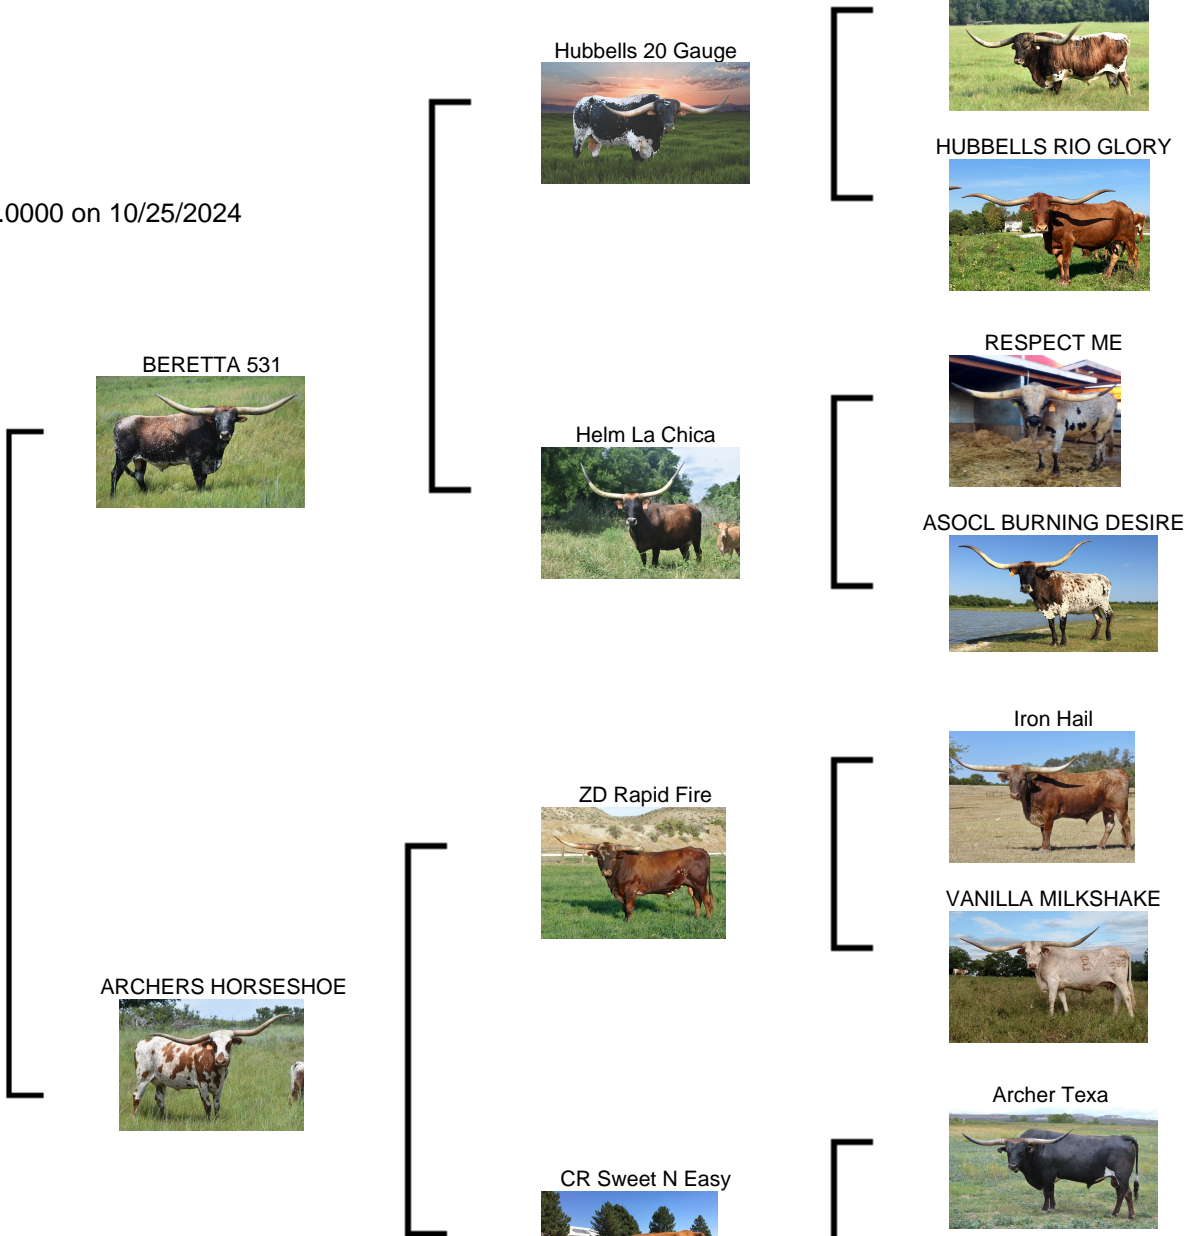 Hubbells 20 Gauge
HUBBELLS RIO GLORY
.0000 on 10/25/2024
RESPECT ME
BERETTA 531
Helm La Chica
ASOCL BURNING DESIRE
Iron Hail
ZD Rapid Fire
VANILLA MILKSHAKE
ARCHERS HORSESHOE
Archer Texa
CR Sweet N Easy